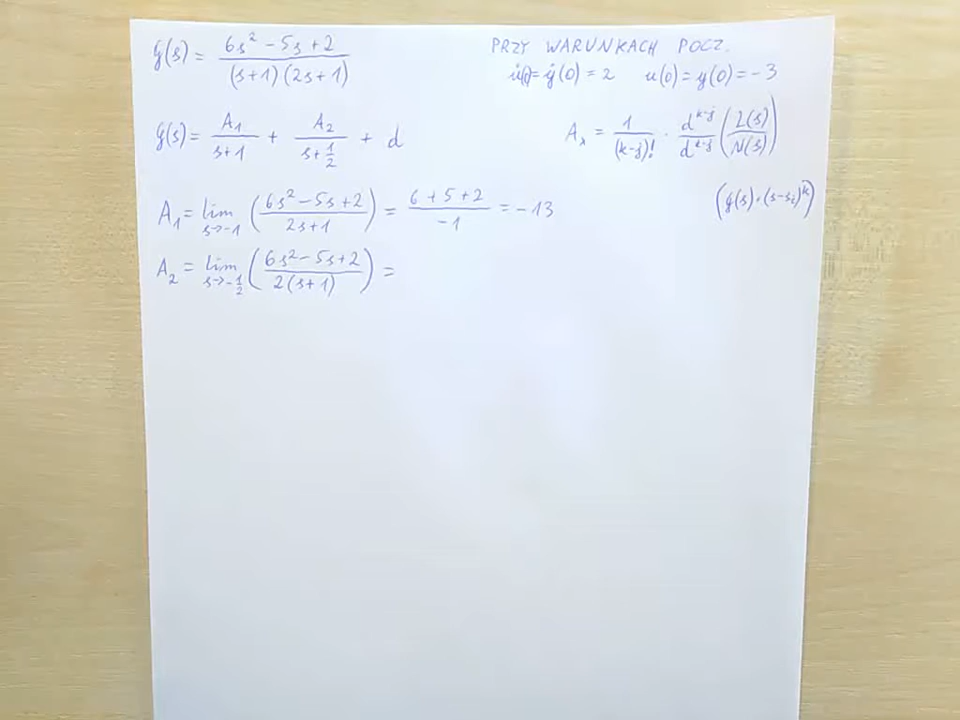 g(s) = (6s² - 5s + 2) / ((s+1)(2s+1))
PRZY WARUNKACH POCZ.
u̇(0) = ẏ(0) = 2 u(0) = y(0) = -3
g(s) = A₁/(s+1) + A₂/(s+1/2) + d
Aₓ = 1/(k-j)! · d^(k-j)/d^(k-j) (L(s)/N(s))
(g(s)·(s-sᵢ)^k)
A₁ = lim s→-1 ((6s² - 5s + 2)/(2s+1)) = (6+5+2)/(-1) = -13
A₂ = lim s→-1/2 ((6s² - 5s + 2)/(2(s+1))) =